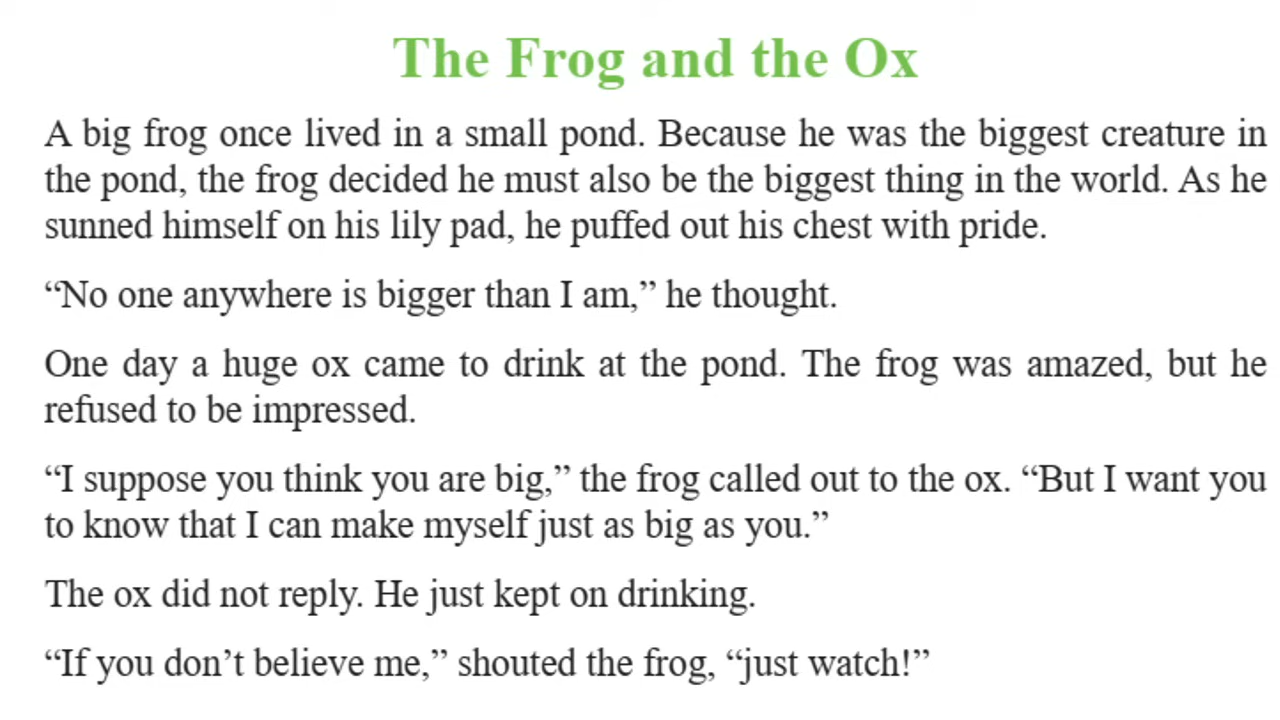 The Frog and the Ox
A big frog once lived in a small pond. Because he was the biggest creature in
the pond, the frog decided he must also be the biggest thing in the world. As he
sunned himself on his lily pad, he puffed out his chest with pride.
“No one anywhere is bigger than I am,” he thought.
One day a huge ox came to drink at the pond. The frog was amazed, but he
refused to be impressed.
“I suppose you think you are big,” the frog called out to the ox. “But I want you
to know that I can make myself just as big as you.”
The ox did not reply. He just kept on drinking.
“If you don’t believe me,” shouted the frog, “just watch!”